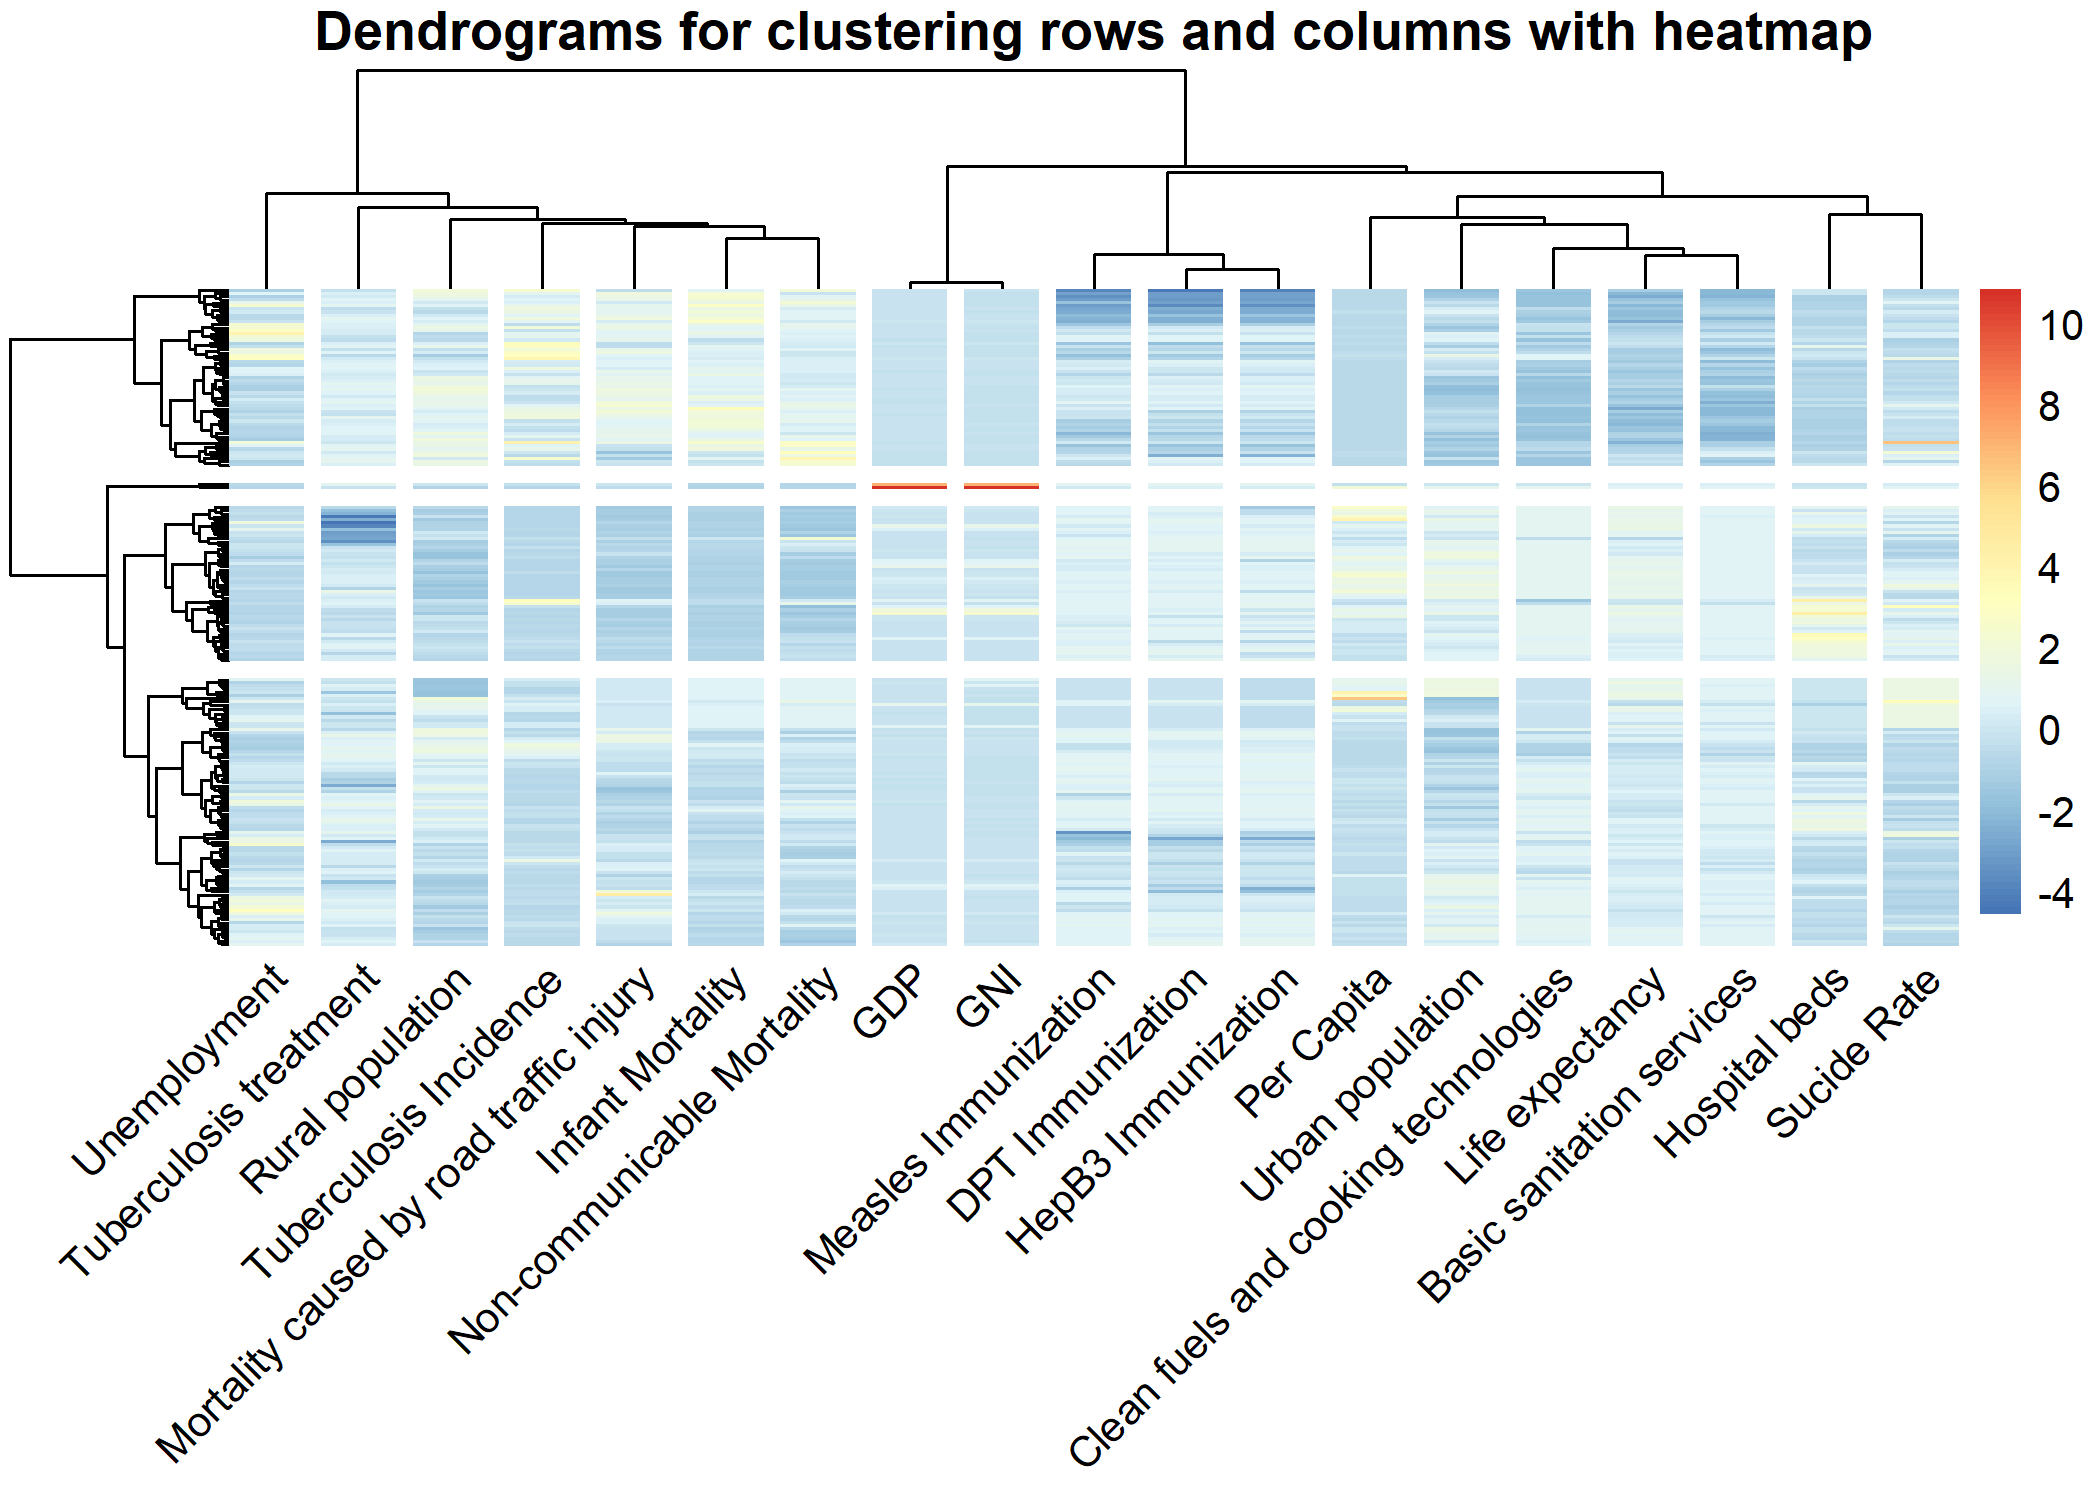 Dendrograms for clustering rows and columns with heatmap
10
8
6
4
2
0
-2
-4
Unemployment
Tuberculosis treatment
Rural population
Tuberculosis Incidence
Mortality caused by road traffic injury
Infant Mortality
Non-communicable Mortality
GDP
GNI
Measles Immunization
DPT Immunization
HepB3 Immunization
Per Capita
Urban population
Clean fuels and cooking technologies
Life expectancy
Basic sanitation services
Hospital beds
Sucide Rate